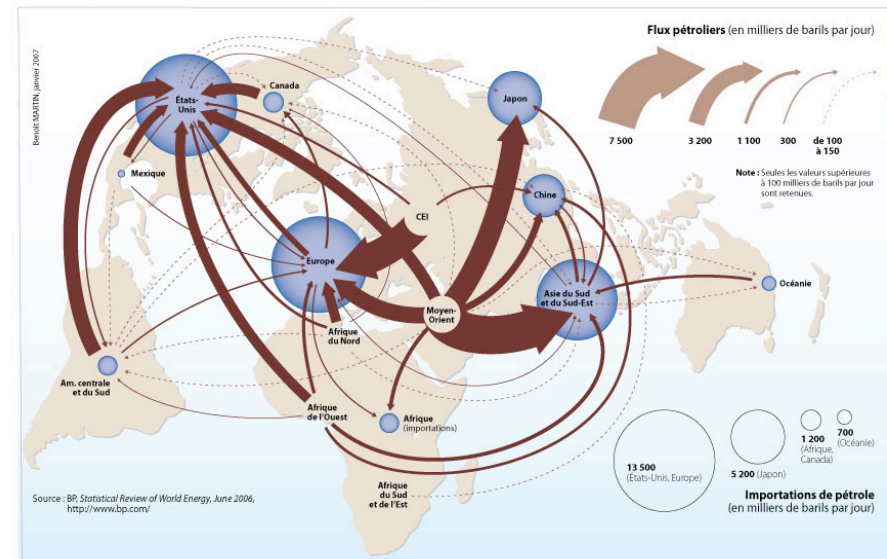 Benoît MARTIN, janvier 2007
Flux pétroliers (en milliers de barils par jour)
7 500
3 200
1 100
300
de 100
à 150
Note : Seules les valeurs supérieures
à 100 milliers de barils par jour
sont retenues.
États-
Unis
Canada
Japon
Mexique
Chine
CEI
Europe
Asie du Sud
et du Sud-Est
Océanie
Moyen-
Orient
Afrique
du Nord
Am. centrale
et du Sud
Afrique
de l'Ouest
Afrique
(importations)
Afrique
du Sud
et de l'Est
13 500
(États-Unis, Europe)
5 200 (Japon)
1 200
(Afrique,
Canada)
700
(Océanie)
Importations de pétrole
(en milliers de barils par jour)
Source : BP, Statistical Review of World Energy, June 2006,
http://www.bp.com/